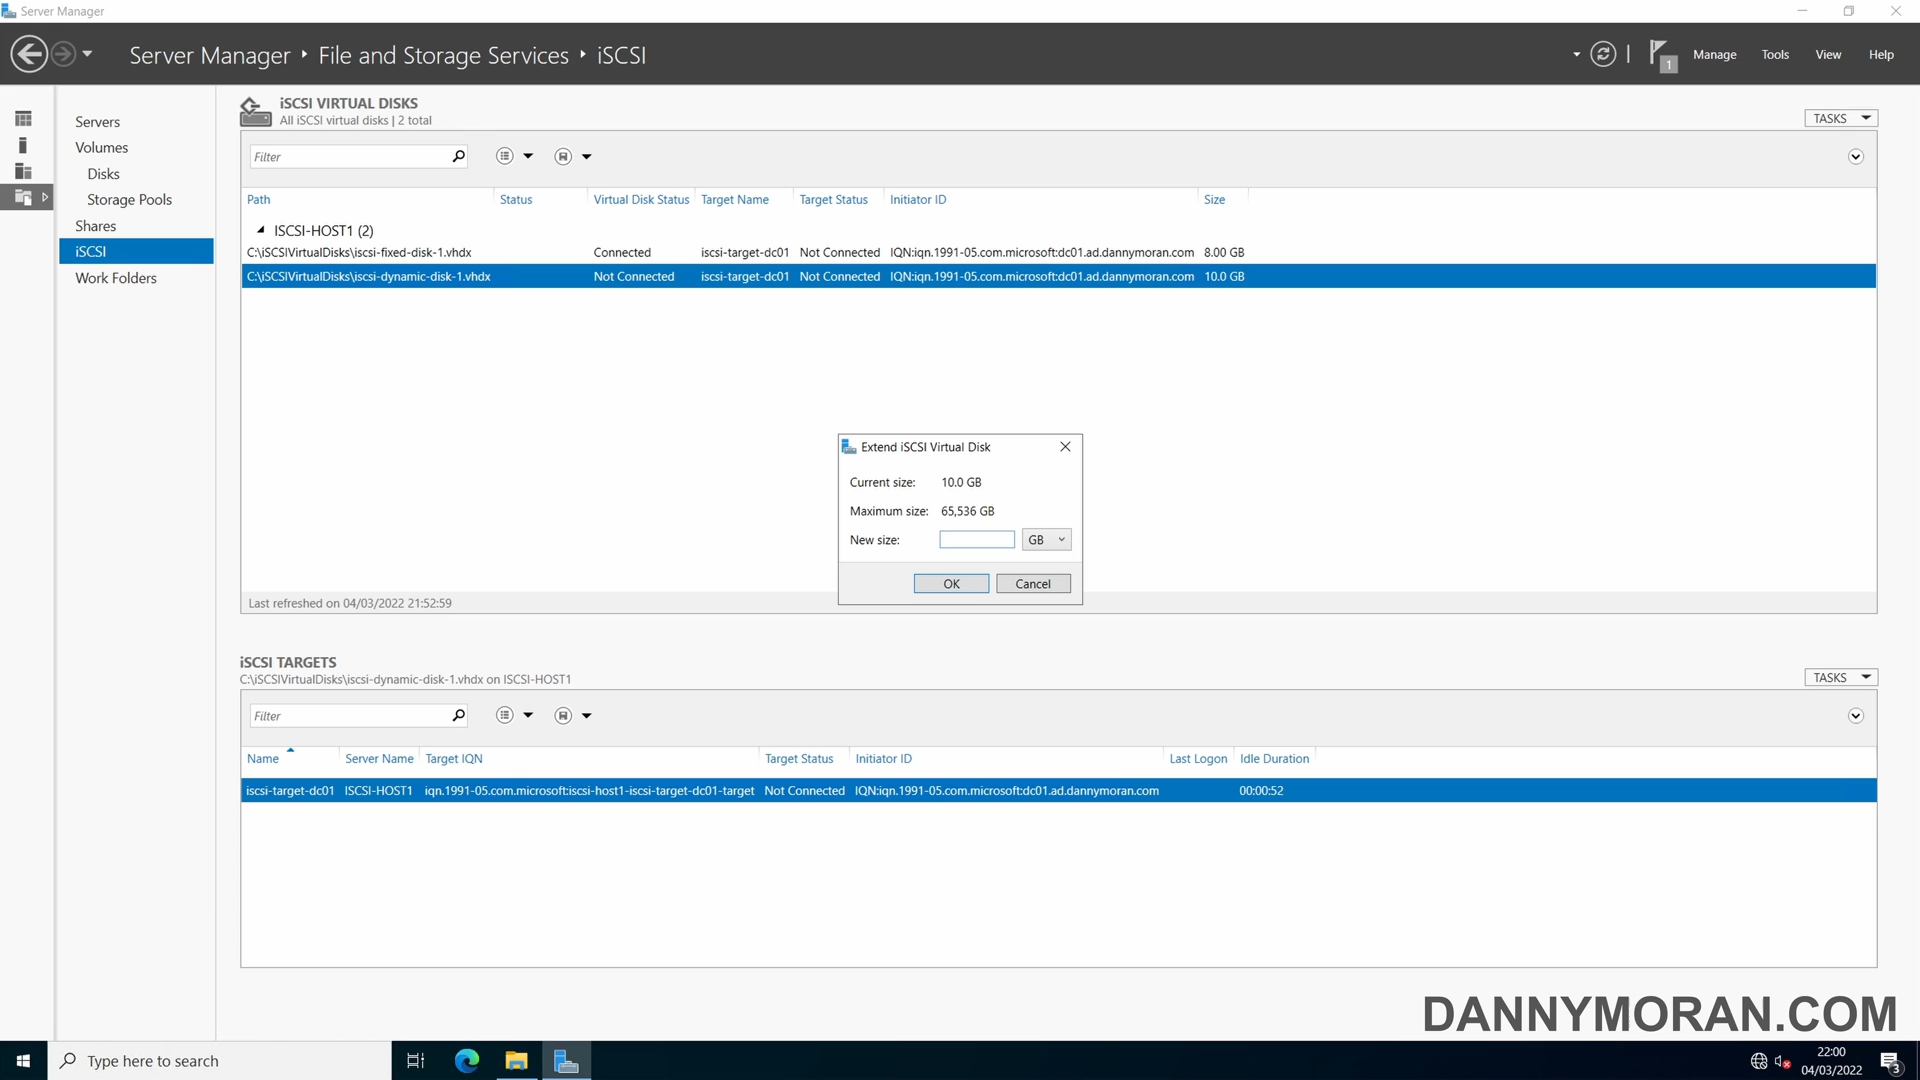 Server Manager
Server Manager ‣ File and Storage Services ‣ iSCSI
1
Manage
Tools
View
Help
Servers
Volumes
Disks
Storage Pools
Shares
iSCSI
Work Folders
iSCSI VIRTUAL DISKS
All iSCSI virtual disks | 2 total
TASKS
Filter
Path Status Virtual Disk Status Target Name Target Status Initiator ID Size
ISCSI-HOST1 (2)
C:\iSCSIVirtualDisks\iscsi-fixed-disk-1.vhdx Connected iscsi-target-dc01 Not Connected IQN:iqn.1991-05.com.microsoft:dc01.ad.dannymoran.com 8.00 GB
C:\iSCSIVirtualDisks\iscsi-dynamic-disk-1.vhdx Not Connected iscsi-target-dc01 Not Connected IQN:iqn.1991-05.com.microsoft:dc01.ad.dannymoran.com 10.0 GB
Extend iSCSI Virtual Disk
Current size: 10.0 GB
Maximum size: 65,536 GB
New size: GB
OK Cancel
Last refreshed on 04/03/2022 21:52:59
iSCSI TARGETS
C:\iSCSIVirtualDisks\iscsi-dynamic-disk-1.vhdx on ISCSI-HOST1
TASKS
Filter
Name Server Name Target IQN Target Status Initiator ID Last Logon Idle Duration
iscsi-target-dc01 ISCSI-HOST1 iqn.1991-05.com.microsoft:iscsi-host1-iscsi-target-dc01-target Not Connected IQN:iqn.1991-05.com.microsoft:dc01.ad.dannymoran.com 00:00:52
DANNYMORAN.COM
Type here to search
22:00
04/03/2022
3